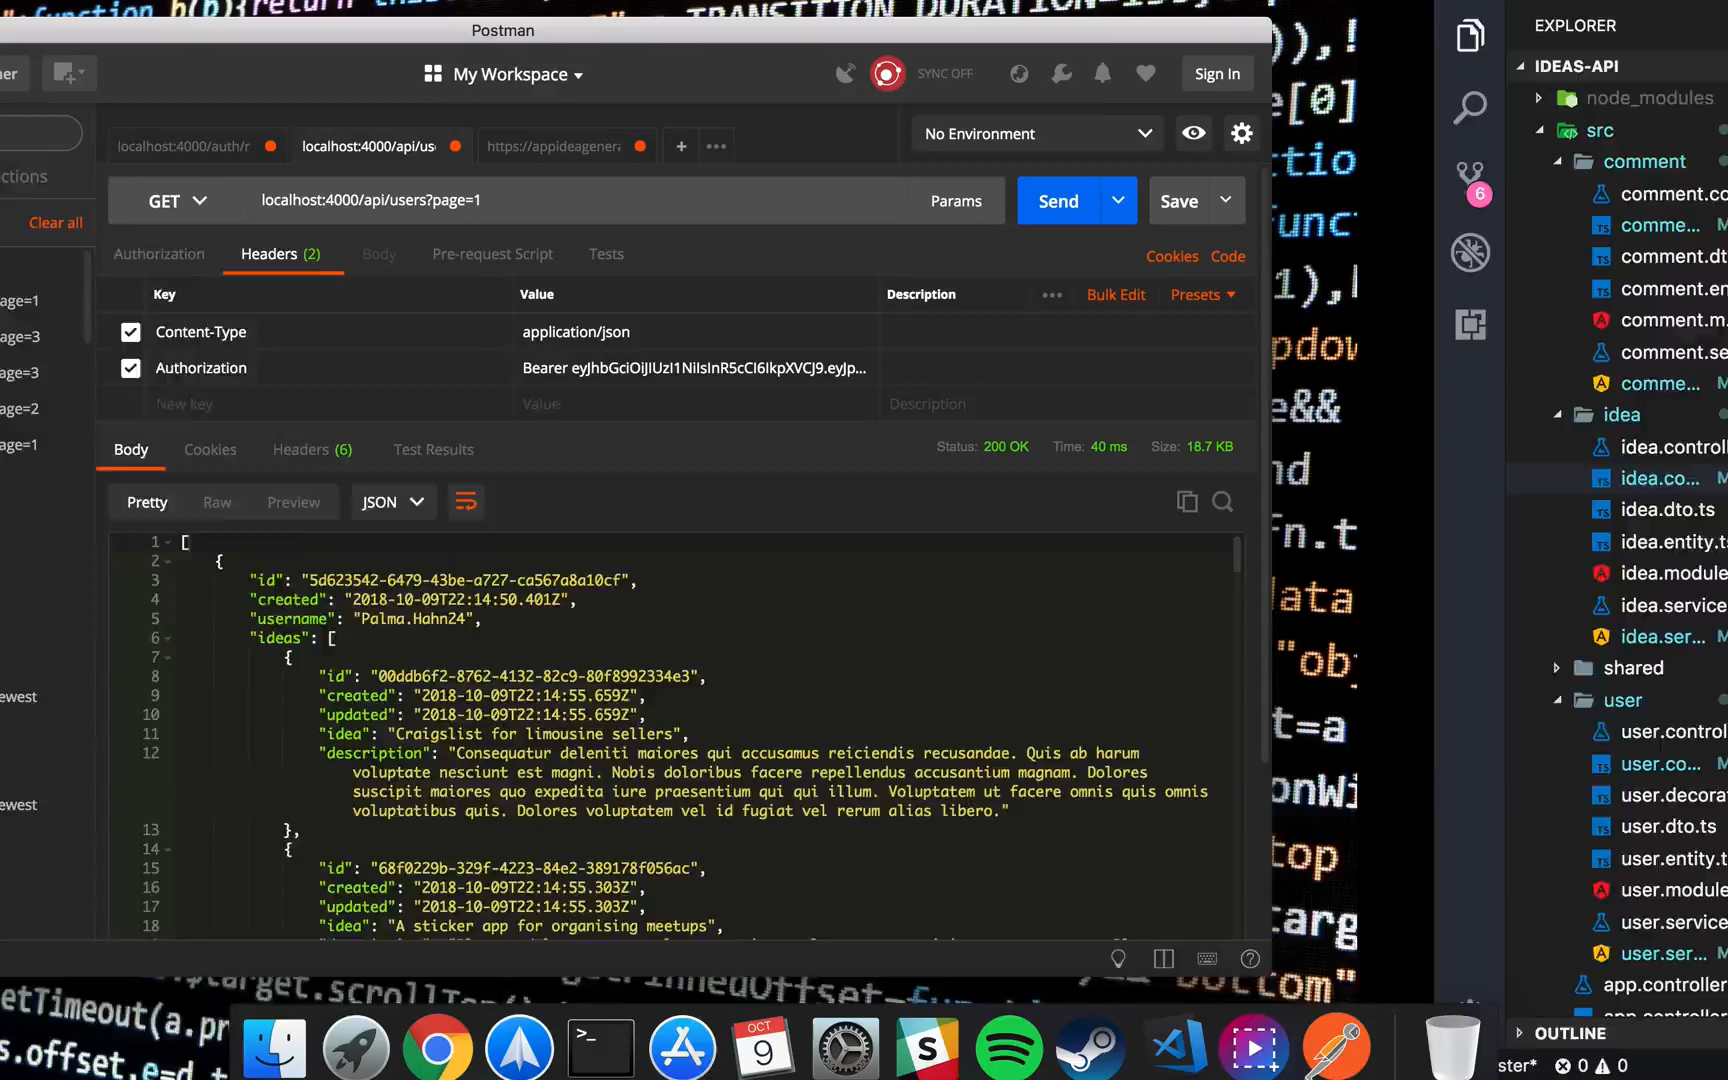 Postman
My Workspace
SYNC OFF
Sign In
localhost:4000/auth/r
localhost:4000/api/us
https://appideagenera
No Environment
ctions
Clear all
GET
localhost:4000/api/users?page=1
Params
Send
Save
Authorization
Headers (2)
Body
Pre-request Script
Tests
Cookies
Code
Key
Value
Description
Bulk Edit
Presets
Content-Type
application/json
Authorization
Bearer eyJhbGciOiJIUzI1NiIsInR5cCI6IkpXVCJ9.eyJp...
New key
Value
Description
age=1
age=3
age=3
age=2
age=1
ewest
ewest
Body
Cookies
Headers (6)
Test Results
Status: 200 OK
Time: 40 ms
Size: 18.7 KB
Pretty
Raw
Preview
JSON
1 [
2 {
3 "id": "5d623542-6479-43be-a727-ca567a8a10cf",
4 "created": "2018-10-09T22:14:50.401Z",
5 "username": "Palma.Hahn24",
6 "ideas": [
7 {
8 "id": "00ddb6f2-8762-4132-82c9-80f8992334e3",
9 "created": "2018-10-09T22:14:55.659Z",
10 "updated": "2018-10-09T22:14:55.659Z",
11 "idea": "Craigslist for limousine sellers",
12 "description": "Consequatur deleniti maiores qui accusamus reiciendis recusandae. Quis ab harum
voluptate nesciunt est magni. Nobis doloribus facere repellendus accusantium magnam. Dolores
suscipit maiores quo expedita iure praesentium qui qui illum. Voluptatem ut facere omnis quis omnis
voluptatibus quis. Dolores voluptatem vel id fugiat vel rerum alias libero."
13 },
14 {
15 "id": "68f0229b-329f-4223-84e2-389178f056ac",
16 "created": "2018-10-09T22:14:55.303Z",
17 "updated": "2018-10-09T22:14:55.303Z",
18 "idea": "A sticker app for organising meetups",
EXPLORER
IDEAS-API
node_modules
src
comment
comment.co
comme... M
comment.dt
comment.en
comment.m.
comment.se
comme... M
idea
idea.control
idea.co... M
idea.dto.ts
idea.entity.t
idea.module
idea.service
idea.ser... M
shared
user
user.control
user.co... M
user.decora
user.dto.ts
user.entity.t
user.module
user.service
user.ser... M
app.controller
OUTLINE
ster* 0 0
6
setTimeout(a.pr
s.offset.e=d
OCT
9